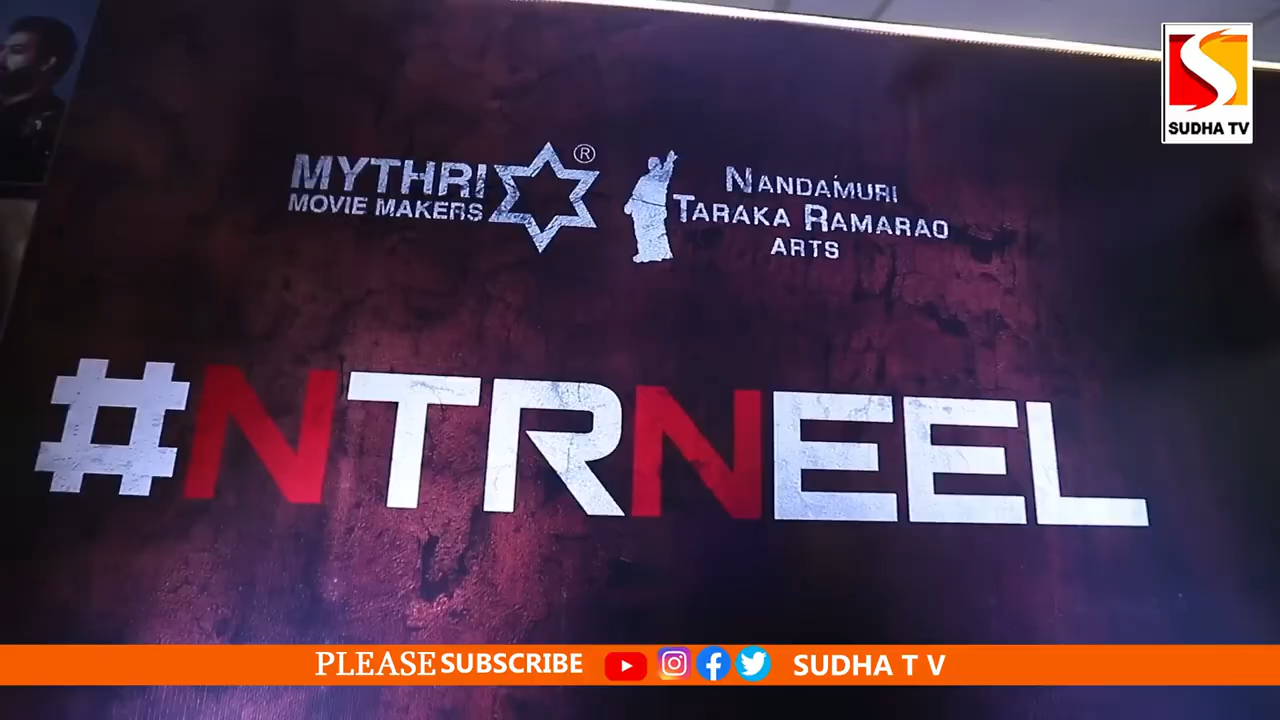 SUDHA TV
MYTHRI
MOVIE MAKERS
®
NANDAMURI
TARAKA RAMARAO
ARTS
#NTRNEEL
PLEASE SUBSCRIBE
SUDHA T V